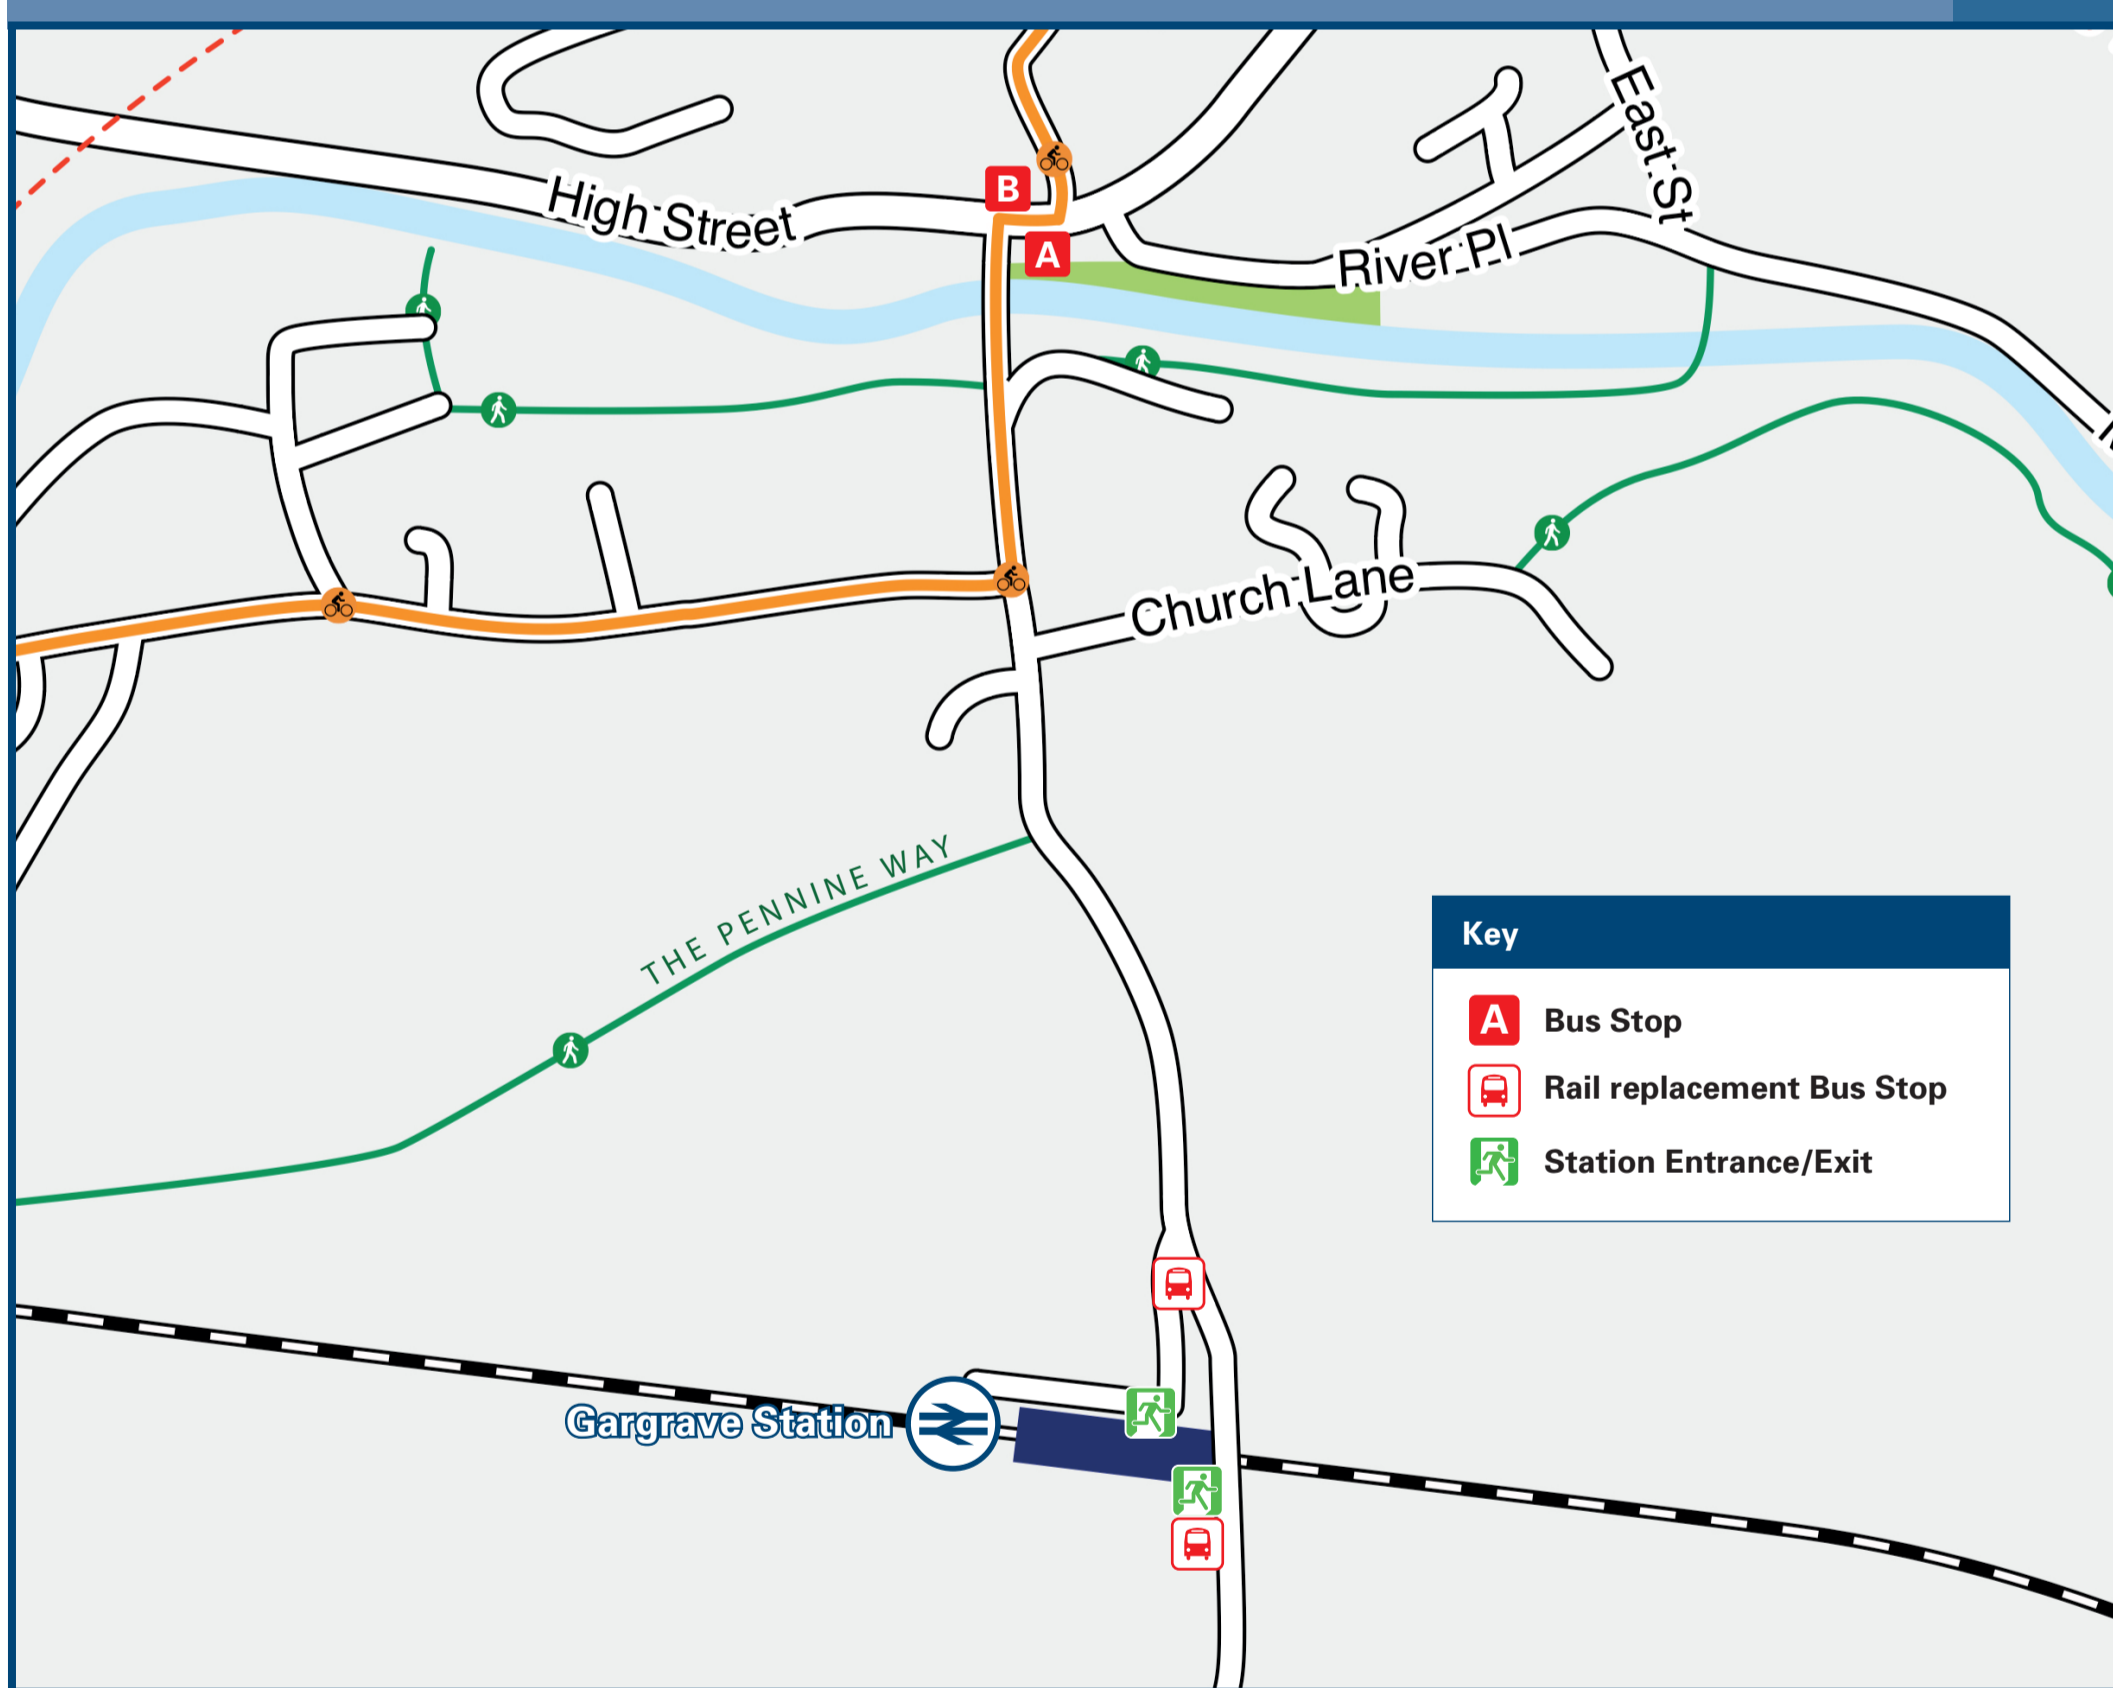 East St
B
High Street
A
River Pl
Church Lane
THE PENNINE WAY
Key
A Bus Stop
Rail replacement Bus Stop
Station Entrance/Exit
Gargrave Station